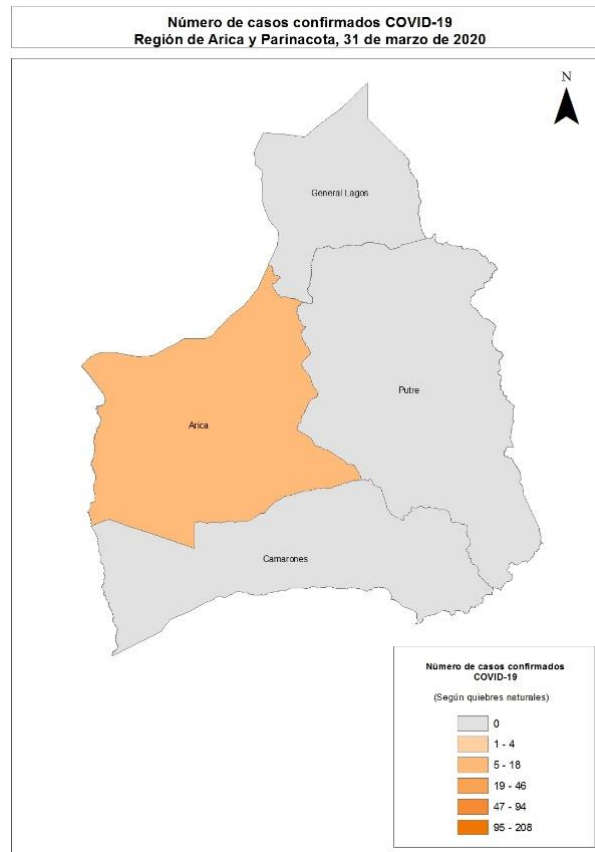 Número de casos confirmados COVID-19
Región de Arica y Parinacota, 31 de marzo de 2020
N
General Lagos
Putre
Arica
Camarones
Número de casos confirmados
COVID-19
(Según quiebres naturales)
0
1 - 4
5 - 18
19 - 46
47 - 94
95 - 208